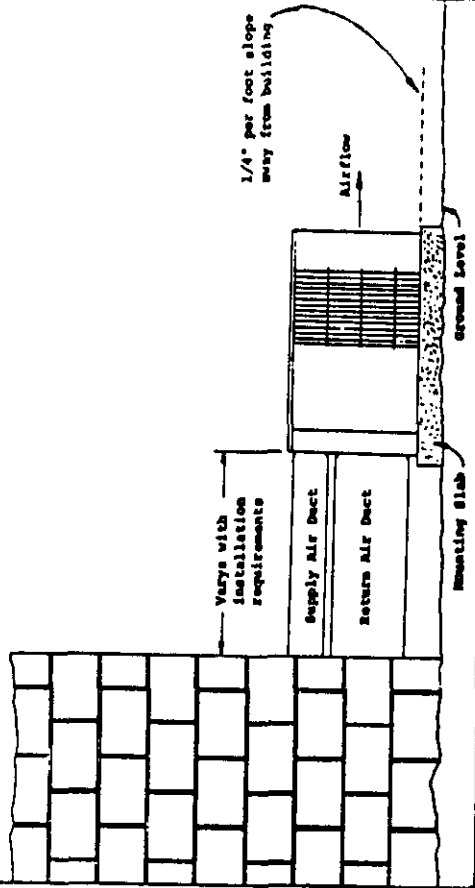 1/4" per foot slope
away from building
Airflow
Varys with
installation
requirements
Supply Air Duct
Return Air Duct
Mounting Slab
Ground Level